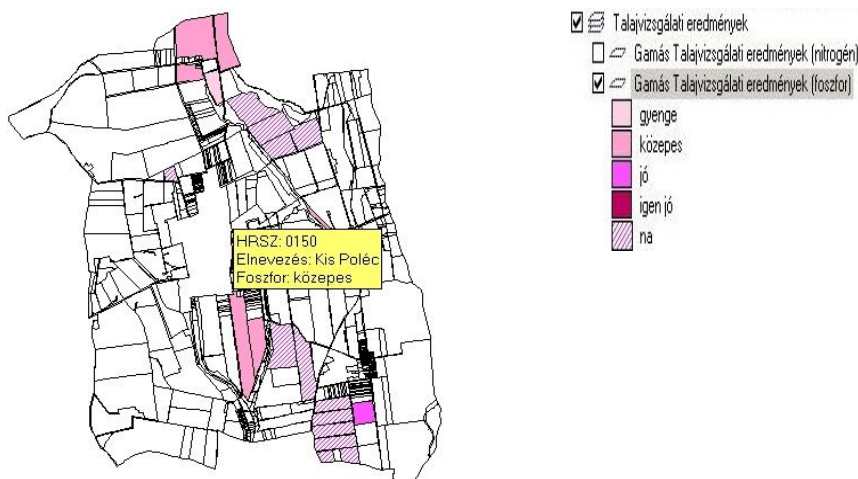 Talajvizsgálati eredmények
Gamás Talajvizsgálati eredmények (nitrogén)
Gamás Talajvizsgálati eredmények (foszfor)
gyenge
közepes
jó
igen jó
na
HRSZ: 0150
Elnevezés: Kis Poléc
Foszfor: közepes